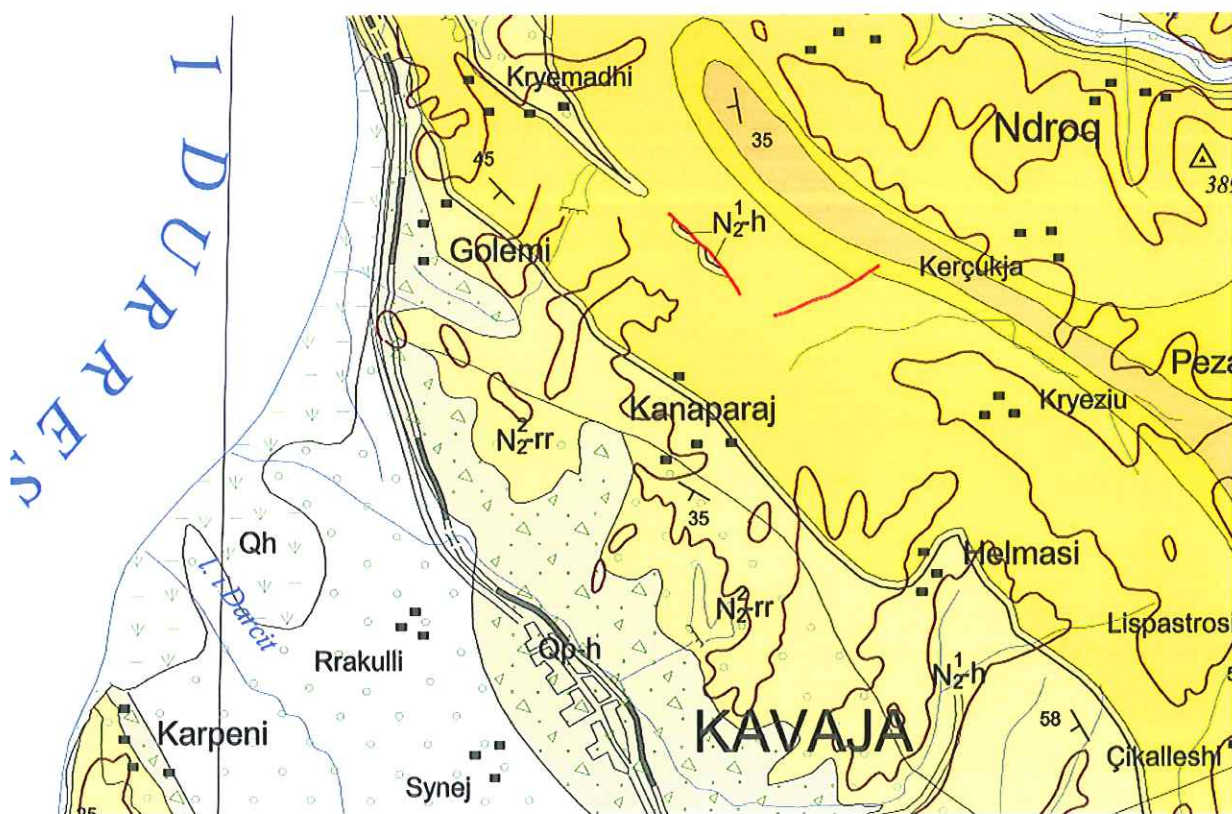 I DURRES
Kryemadhi
Ndroq
35
45
N₂¹-h
Golemi
Kerçukja
Peza
Kryeziu
Kanaparaj
N₂²-rr
35
Qh
Helmasi
l. i Darcit
N₂²-rr
Lispastros
Rrakulli
Qp-h
N₂¹-h
Karpeni
KAVAJA
58
Çikalleshi
Synej